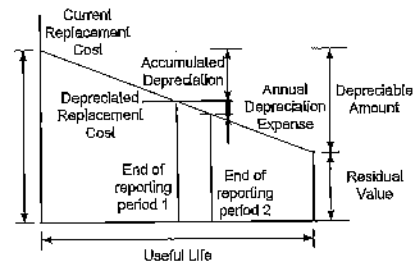 Current
Replacement
Cost
Accumulated
Depreciation
Annual
Depreciation
Expense
Depreciable
Amount
Depreciated
Replacement
Cost
End of
reporting
period 1
End of
reporting
period 2
Residual
Value
Useful Life